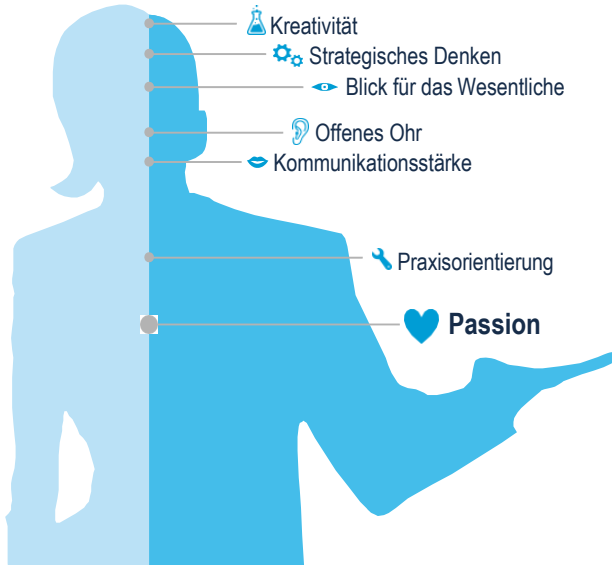 Kreativität
Strategisches Denken
Blick für das Wesentliche
Offenes Ohr
Kommunikationsstärke
Praxisorientierung
Passion